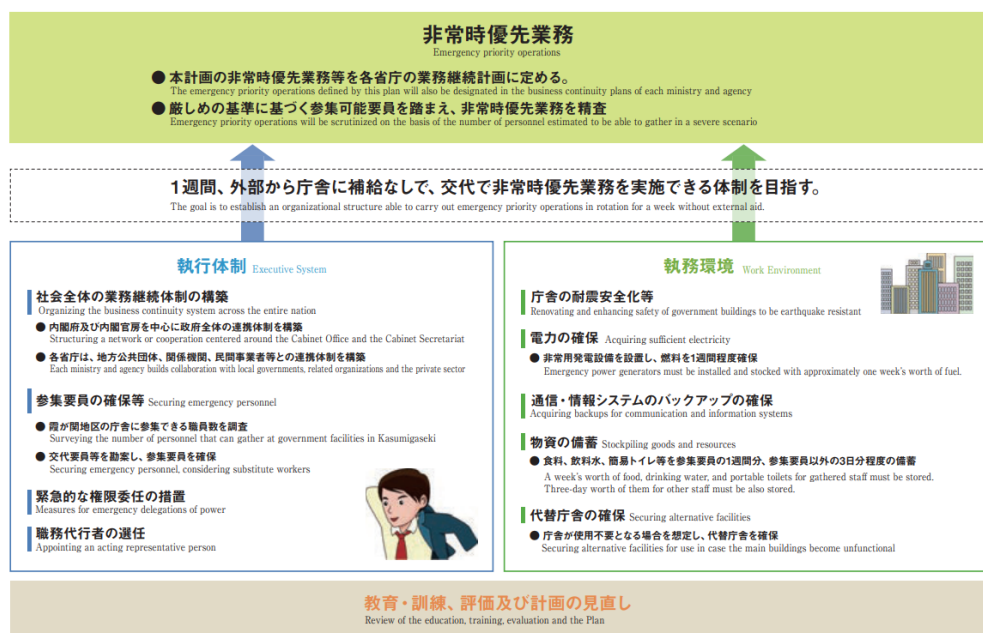 非常時優先業務
Emergency priority operations
● 本計画の非常時優先業務等を各省庁の業務継続計画に定める。
The emergency priority operations defined by this plan will also be designated in the business continuity plans of each ministry and agency
● 厳しめの基準に基づく参集可能要員を踏まえ、非常時優先業務を精査
Emergency priority operations will be scrutinized on the basis of the number of personnel estimated to be able to gather in a severe scenario
1週間、外部から庁舎に補給なしで、交代で非常時優先業務を実施できる体制を目指す。
The goal is to establish an organizational structure able to carry out emergency priority operations in rotation for a week without external aid.
執行体制 Executive System
社会全体の業務継続体制の構築
Organizing the business continuity system across the entire nation
● 内閣府及び内閣官房を中心に政府全体の連携体制を構築
Structuring a network or cooperation centered around the Cabinet Office and the Cabinet Secretariat
● 各省庁は、地方公共団体、関係機関、民間事業者等との連携体制を構築
Each ministry and agency builds collaboration with local governments, related organizations and the private sector
参集要員の確保等 Securing emergency personnel
● 霞が関地区の庁舎に参集できる職員数を調査
Surveying the number of personnel that can gather at government facilities in Kasumigaseki
● 交代要員等を勘案し、参集要員を確保
Securing emergency personnel, considering substitute workers
緊急的な権限委任の措置
Measures for emergency delegations of power
職務代行者の選任
Appointing an acting representative person
執務環境 Work Environment
庁舎の耐震安全化等
Renovating and enhancing safety of government buildings to be earthquake resistant
電力の確保 Acquiring sufficient electricity
● 非常用発電設備を設置し、燃料を1週間程度確保
Emergency power generators must be installed and stocked with approximately one week's worth of fuel.
通信・情報システムのバックアップの確保
Acquiring backups for communication and information systems
物資の備蓄 Stockpiling goods and resources
● 食料、飲料水、簡易トイレ等を参集要員の1週間分、参集要員以外の3日分程度の備蓄
A week's worth of food, drinking water, and portable toilets for gathered staff must be stored.
Three-day worth of them for other staff must be also stored.
代替庁舎の確保 Securing alternative facilities
● 庁舎が使用不要となる場合を想定し、代替庁舎を確保
Securing alternative facilities for use in case the main buildings become unfunctional
教育・訓練、評価及び計画の見直し
Review of the education, training, evaluation and the Plan